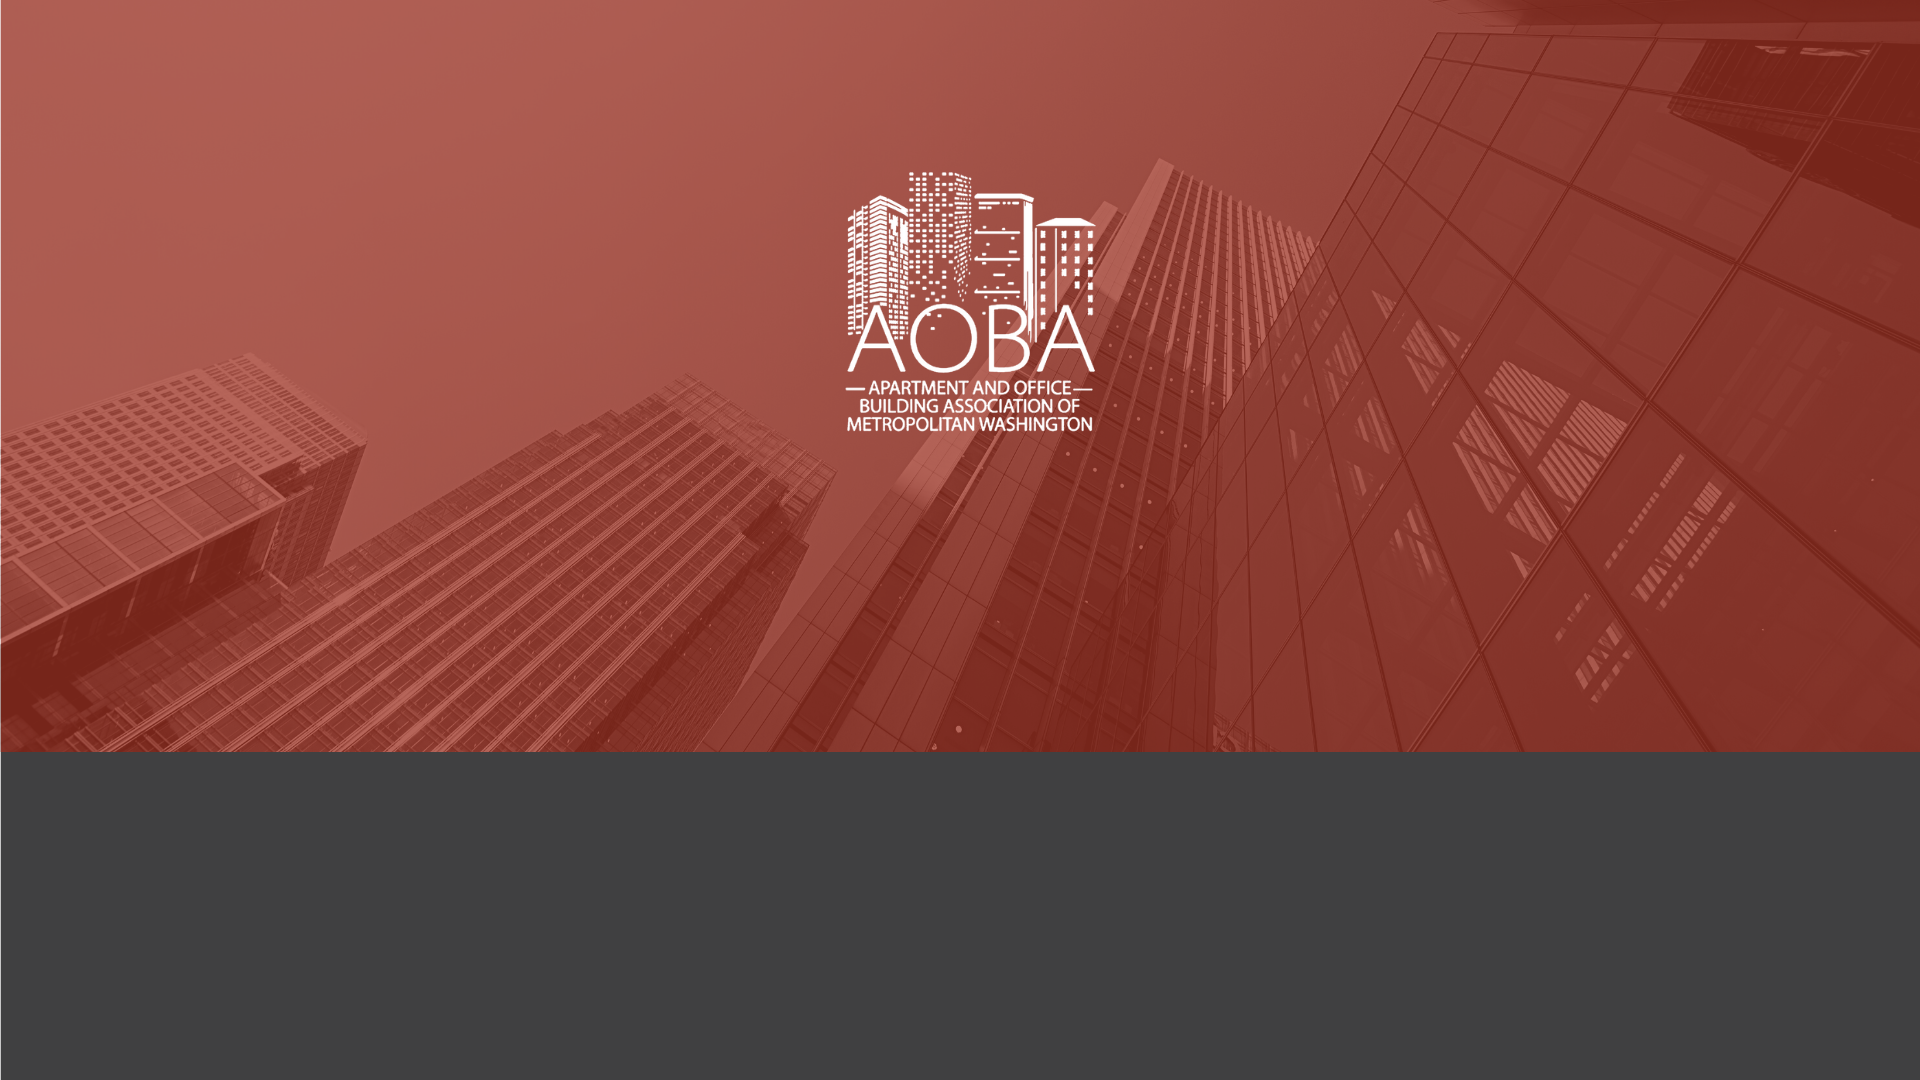 AOBA
APARTMENT AND OFFICE
BUILDING ASSOCIATION OF
METROPOLITAN WASHINGTON